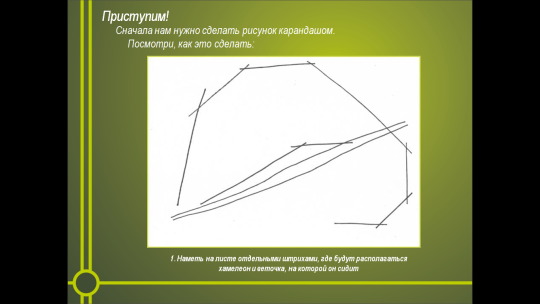 Приступим!
Сначала нам нужно сделать рисунок карандашом.
Посмотри, как это сделать:
1. Наметь на листе отдельными штрихами, где будут располагаться
хамелеон и веточка, на которой он сидит